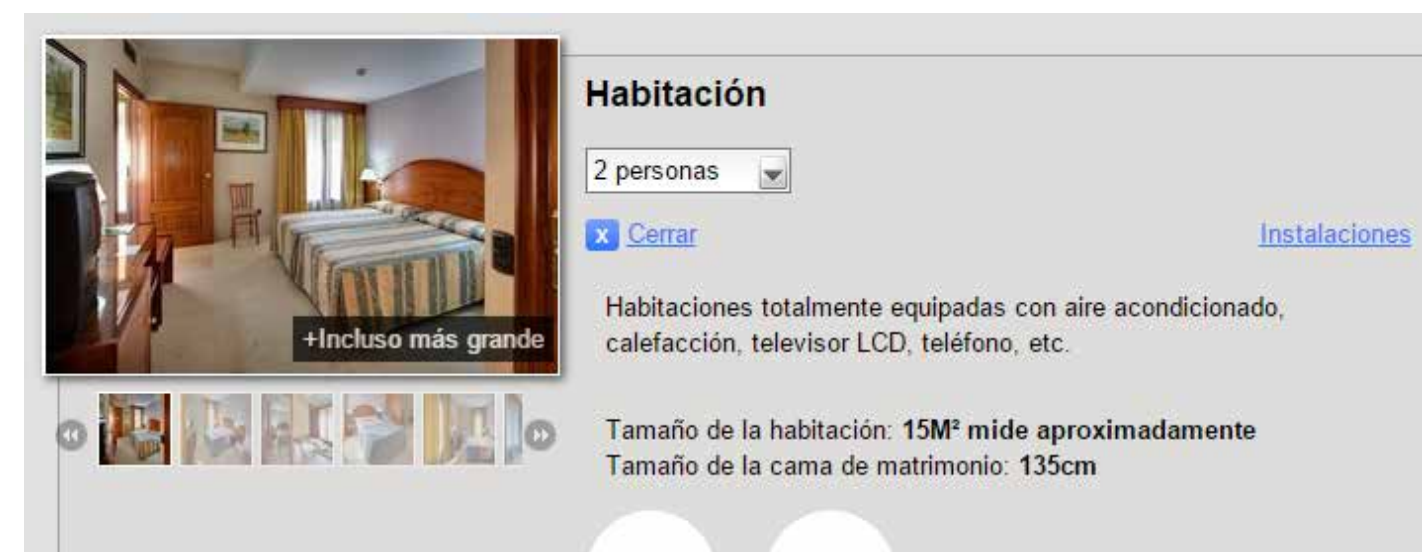 Habitación
2 personas
x Cerrar
Instalaciones
Habitaciones totalmente equipadas con aire acondicionado,
calefacción, televisor LCD, teléfono, etc.
+Incluso más grande
Tamaño de la habitación: 15M² mide aproximadamente
Tamaño de la cama de matrimonio: 135cm